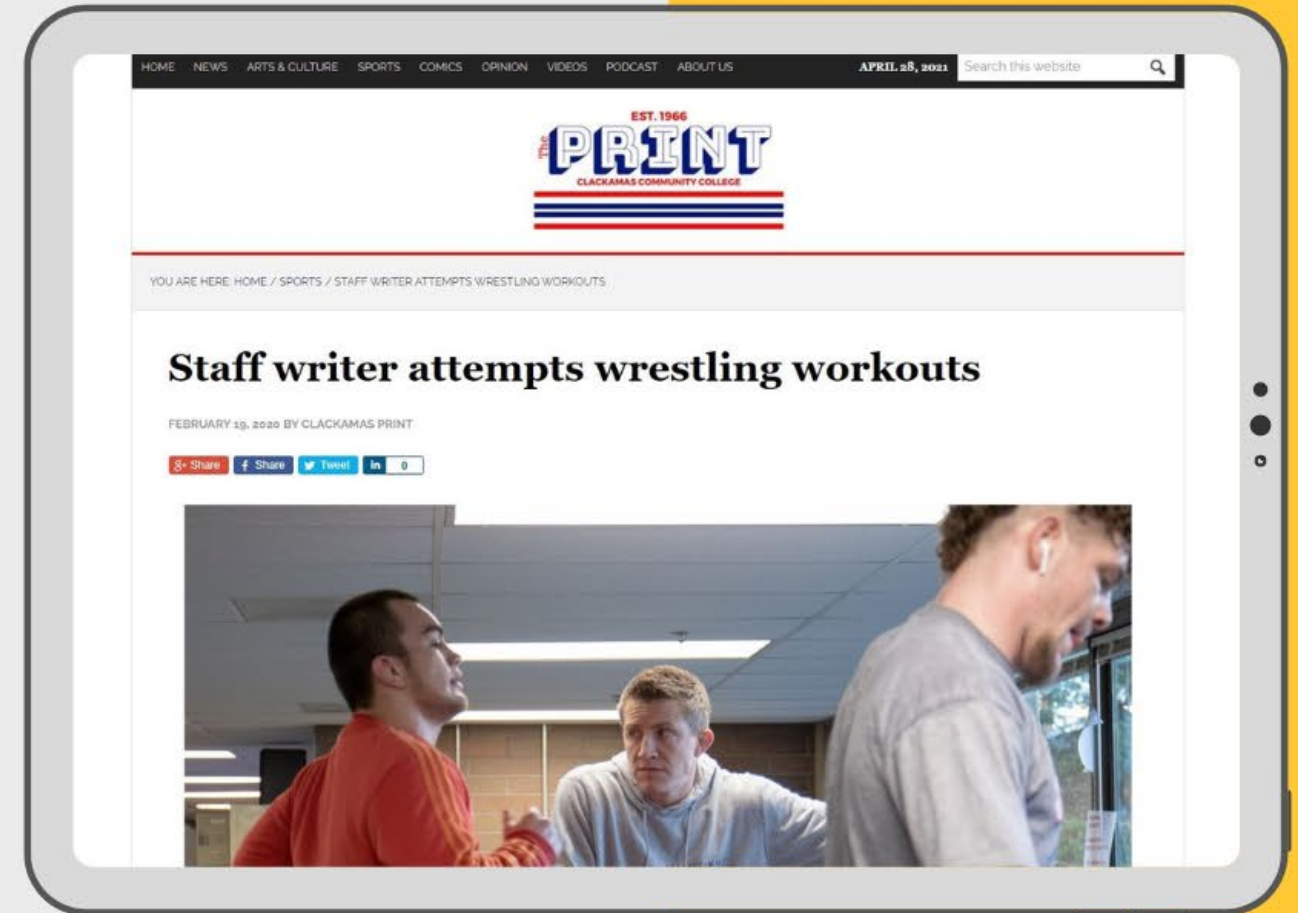 HOME NEWS ARTS & CULTURE SPORTS COMICS OPINION VIDEOS PODCAST ABOUT US APRIL 28, 2021 Search this website
EST. 1966
The PRINT
CLACKAMAS COMMUNITY COLLEGE
YOU ARE HERE: HOME / SPORTS / STAFF WRITER ATTEMPTS WRESTLING WORKOUTS
Staff writer attempts wrestling workouts
FEBRUARY 19, 2020 BY CLACKAMAS PRINT
g+ Share f Share Tweet in 0